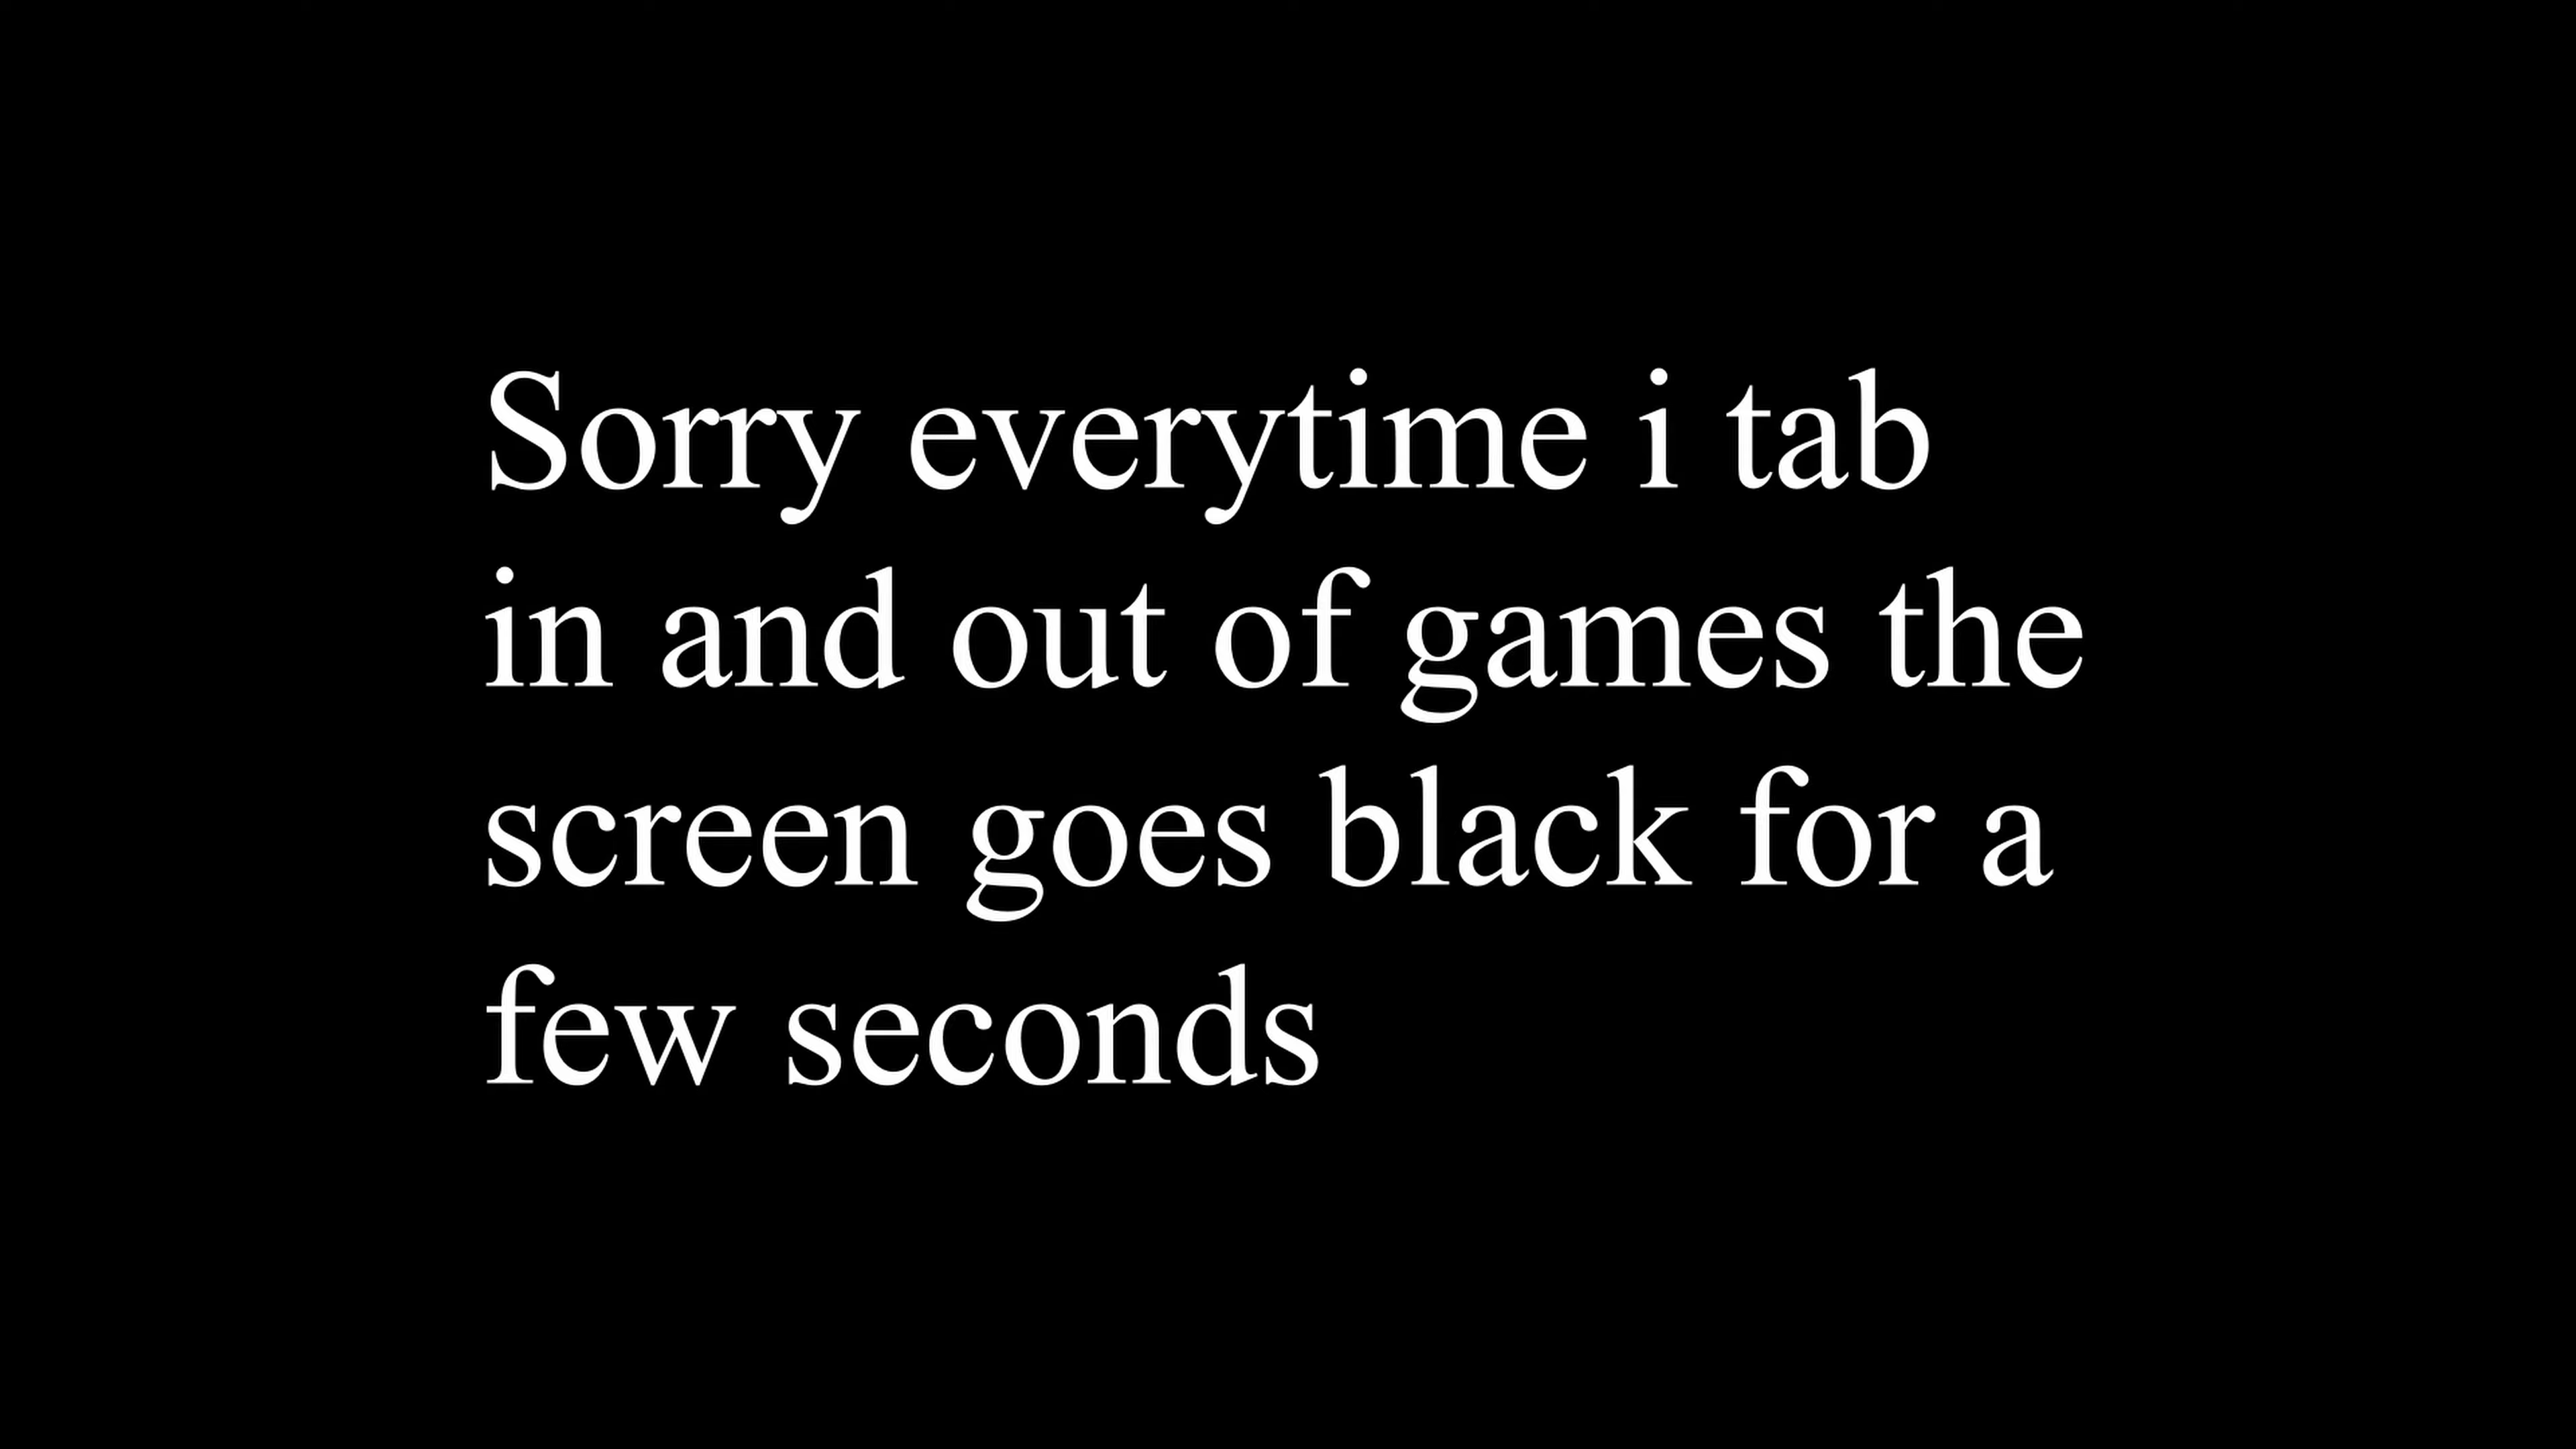 Sorry everytime i tab
in and out of games the
screen goes black for a
few seconds